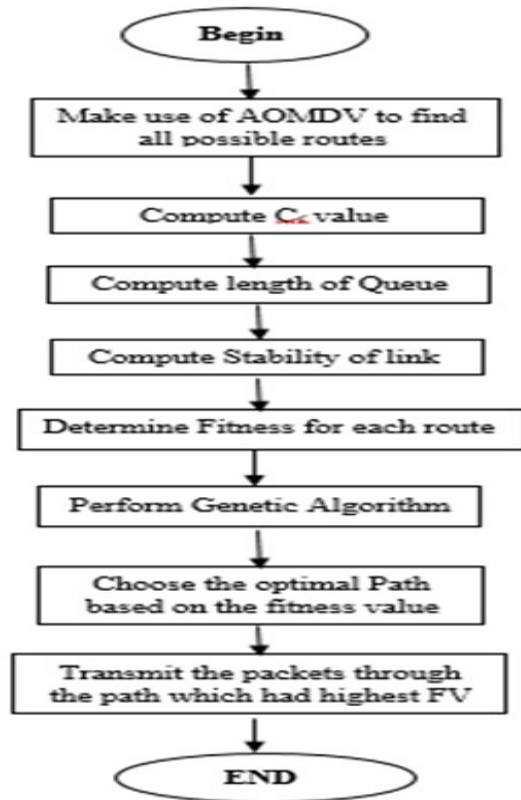 Begin
Make use of AOMDV to find
all possible routes
Compute value
Compute length of Queue
Compute Stability of link
Determine Fitness for each route
Perform Genetic Algorithm
Choose the optimal Path
based on the fitness value
Transmit the packets through
the path which had highest FV
END